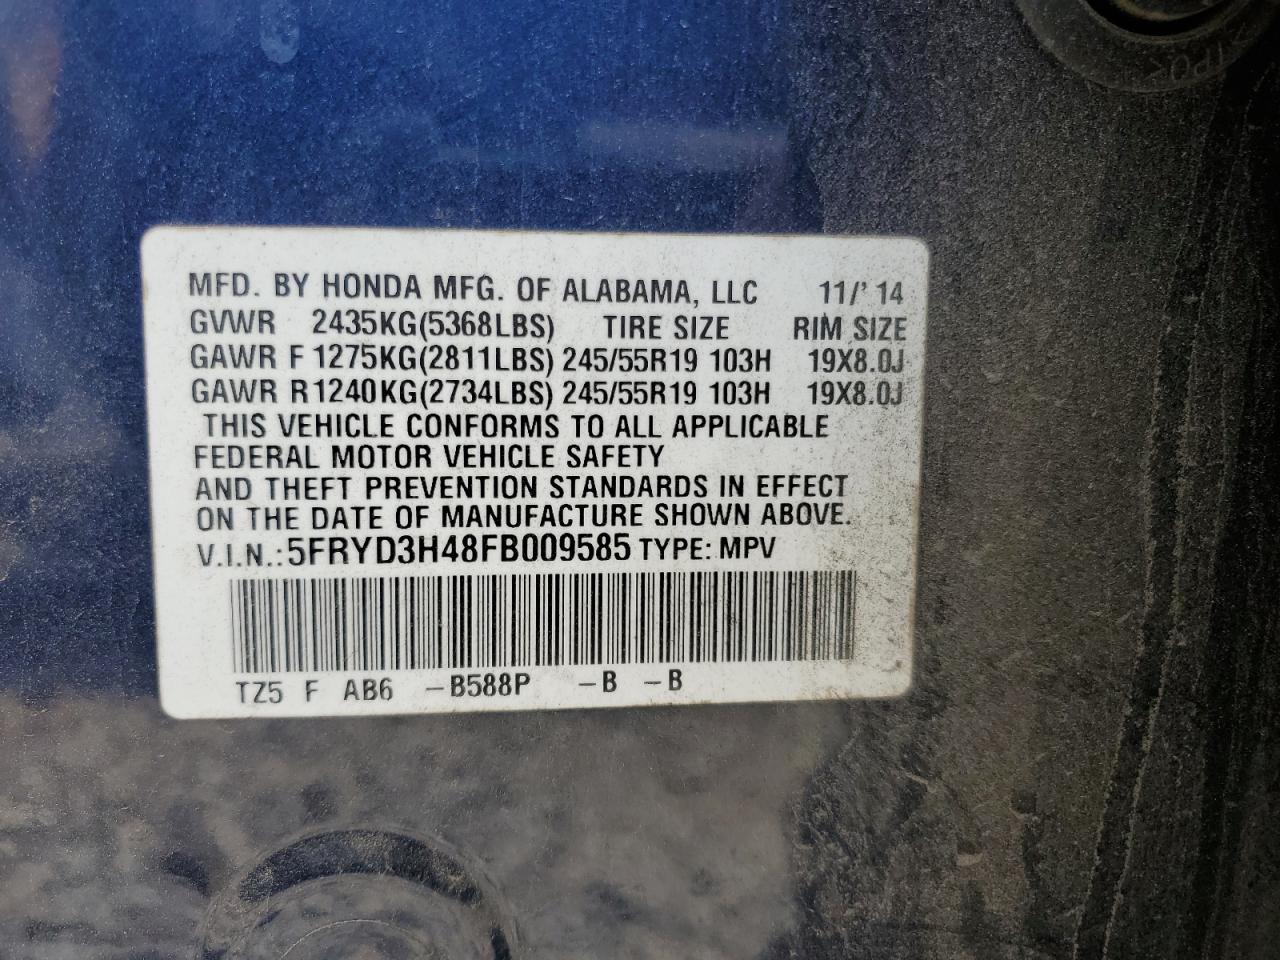 >TPO<
MFD. BY HONDA MFG. OF ALABAMA, LLC 11/' 14
GVWR 2435KG(5368LBS) TIRE SIZE RIM SIZE
GAWR F 1275KG(2811LBS) 245/55R19 103H 19X8.0J
GAWR R 1240KG(2734LBS) 245/55R19 103H 19X8.0J
THIS VEHICLE CONFORMS TO ALL APPLICABLE
FEDERAL MOTOR VEHICLE SAFETY
AND THEFT PREVENTION STANDARDS IN EFFECT
ON THE DATE OF MANUFACTURE SHOWN ABOVE.
V.I.N.: 5FRYD3H48FB009585 TYPE: MPV
TZ5 F AB6 -B588P -B -B